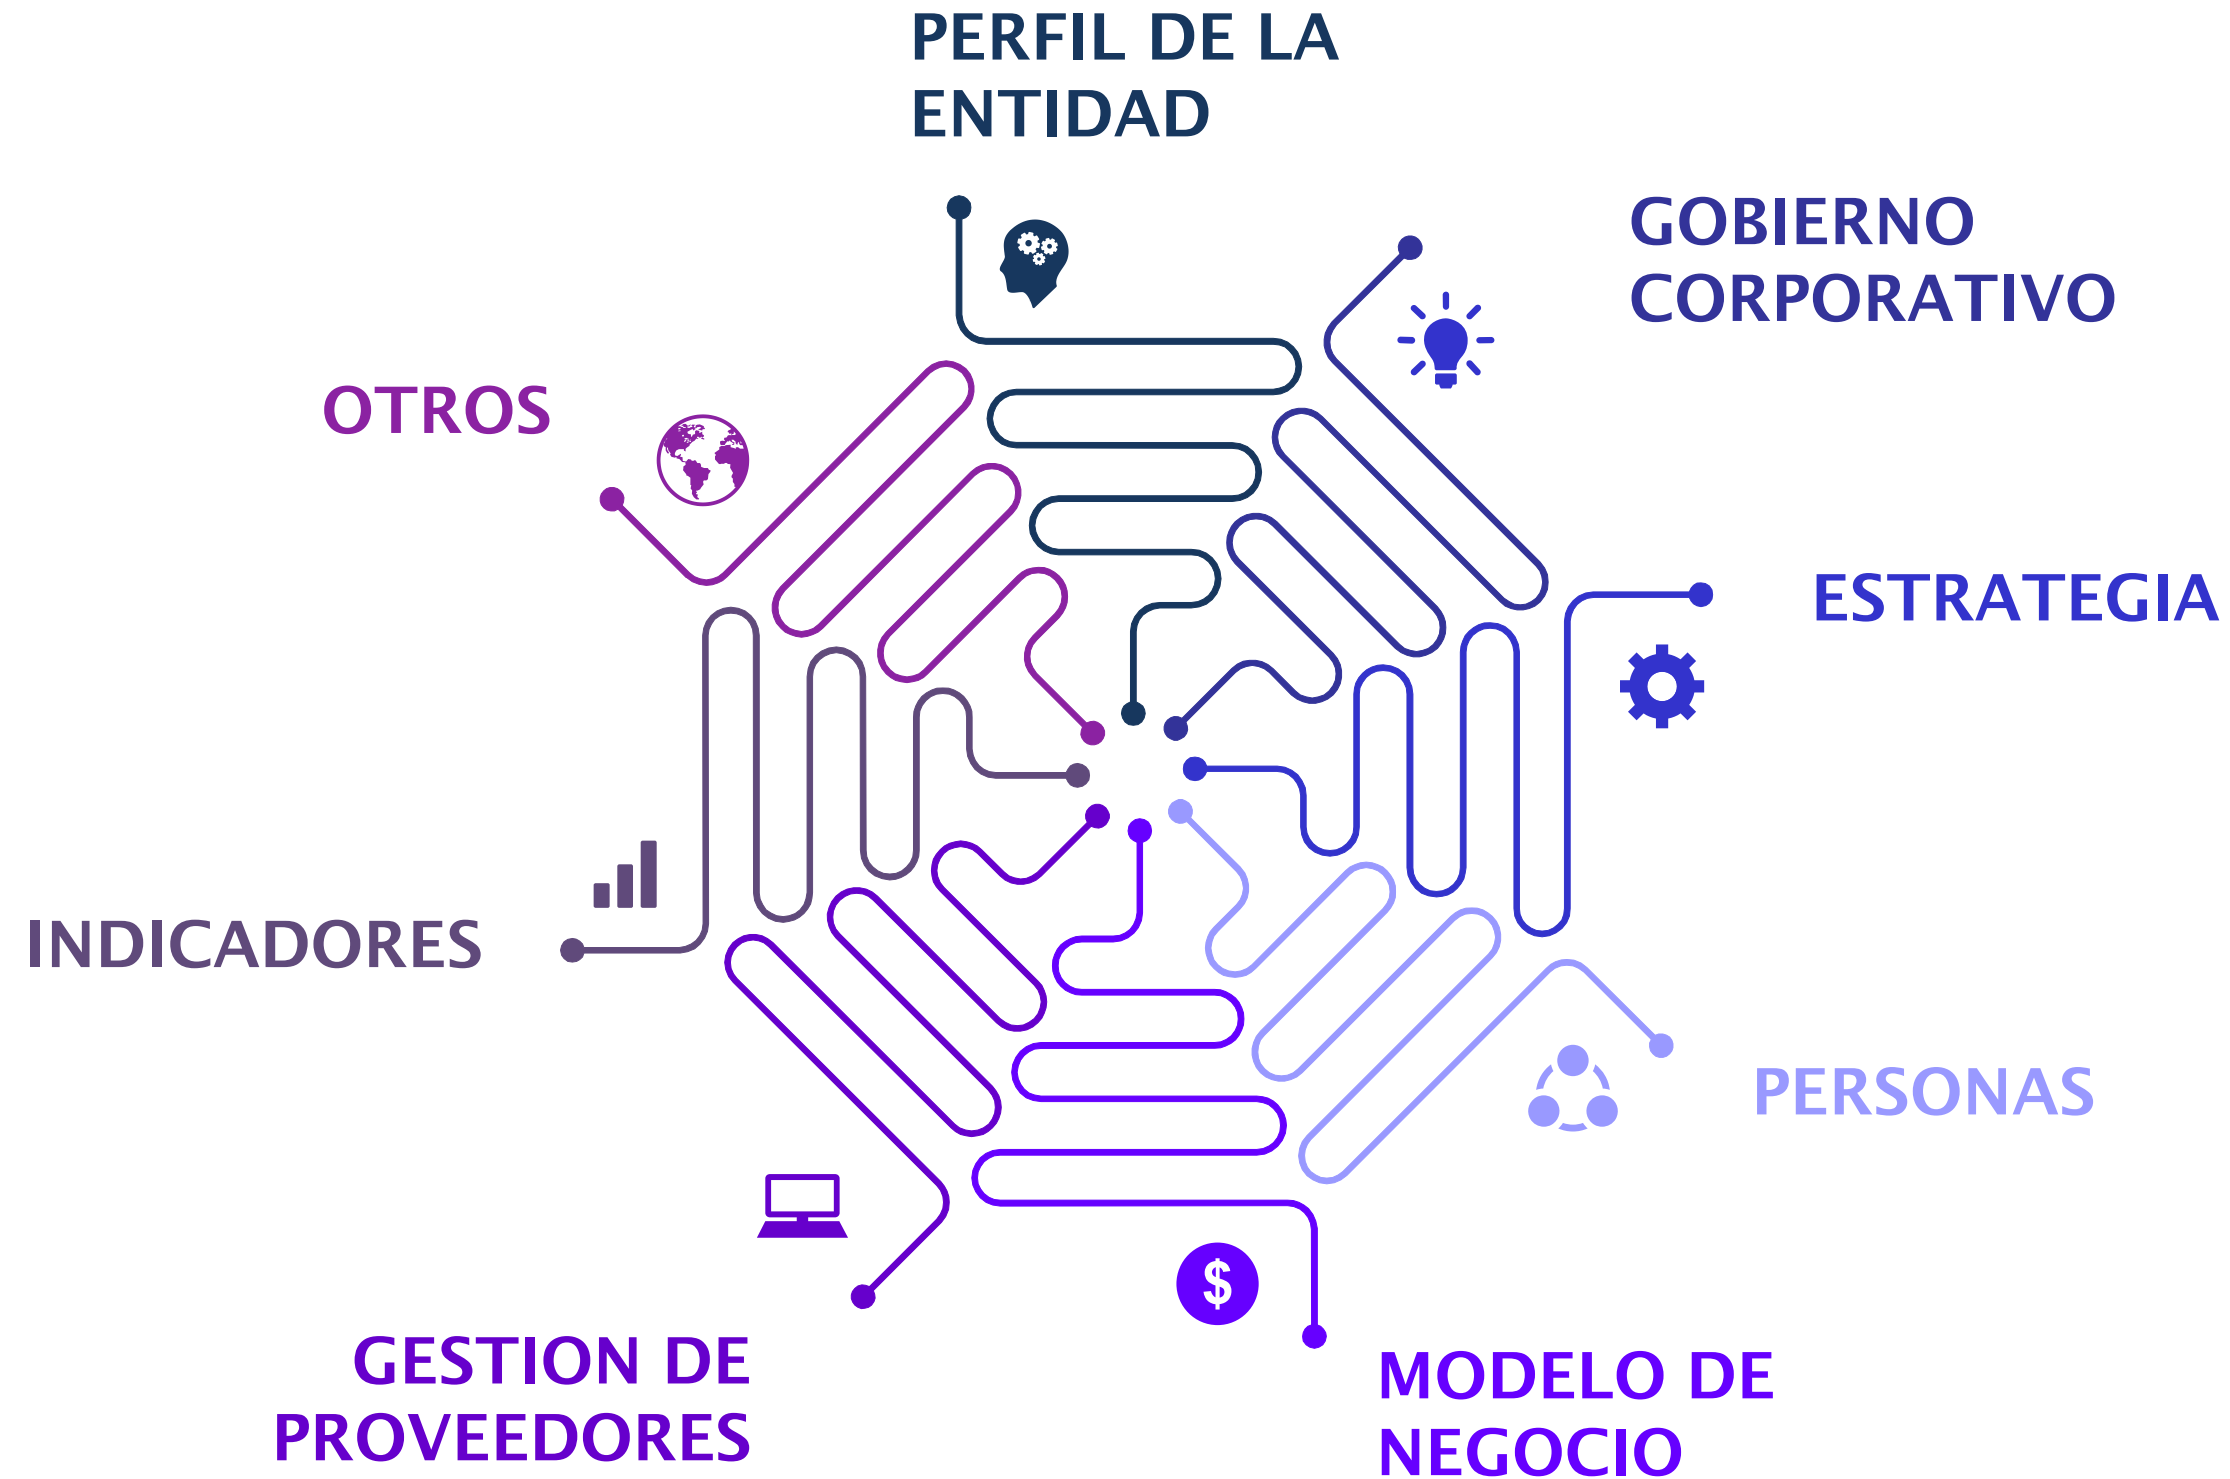 PERFIL DE LA
ENTIDAD
GOBIERNO
CORPORATIVO
OTROS
ESTRATEGIA
INDICADORES
PERSONAS
$
GESTION DE
PROVEEDORES
MODELO DE
NEGOCIO